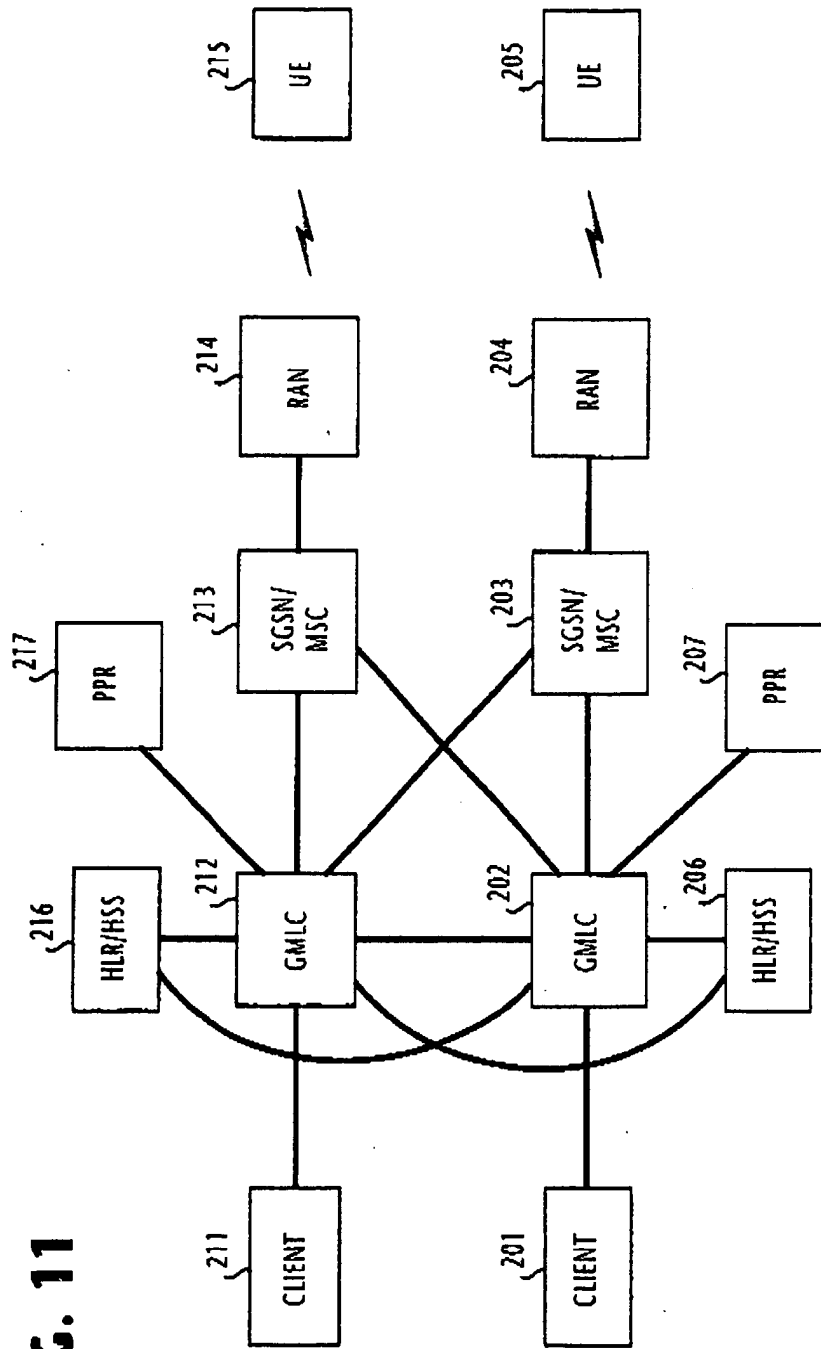 G. 11
211
CLIENT
201
CLIENT
216
HLR/HSS
212
GMLC
202
GMLC
206
HLR/HSS
217
PPR
213
SGSN/
MSC
203
SGSN/
MSC
207
PPR
214
RAN
204
RAN
215
UE
205
UE